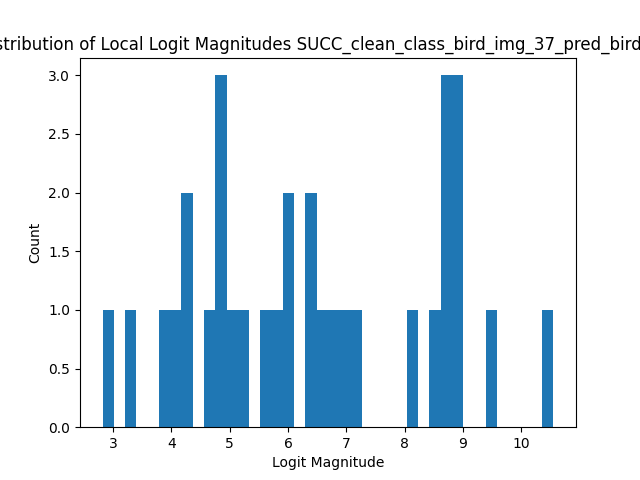 stribution of Local Logit Magnitudes SUCC_clean_class_bird_img_37_pred_bird
3.0
2.5
2.0
1.5
1.0
0.5
0.0
Count
3 4 5 6 7 8 9 10
Logit Magnitude